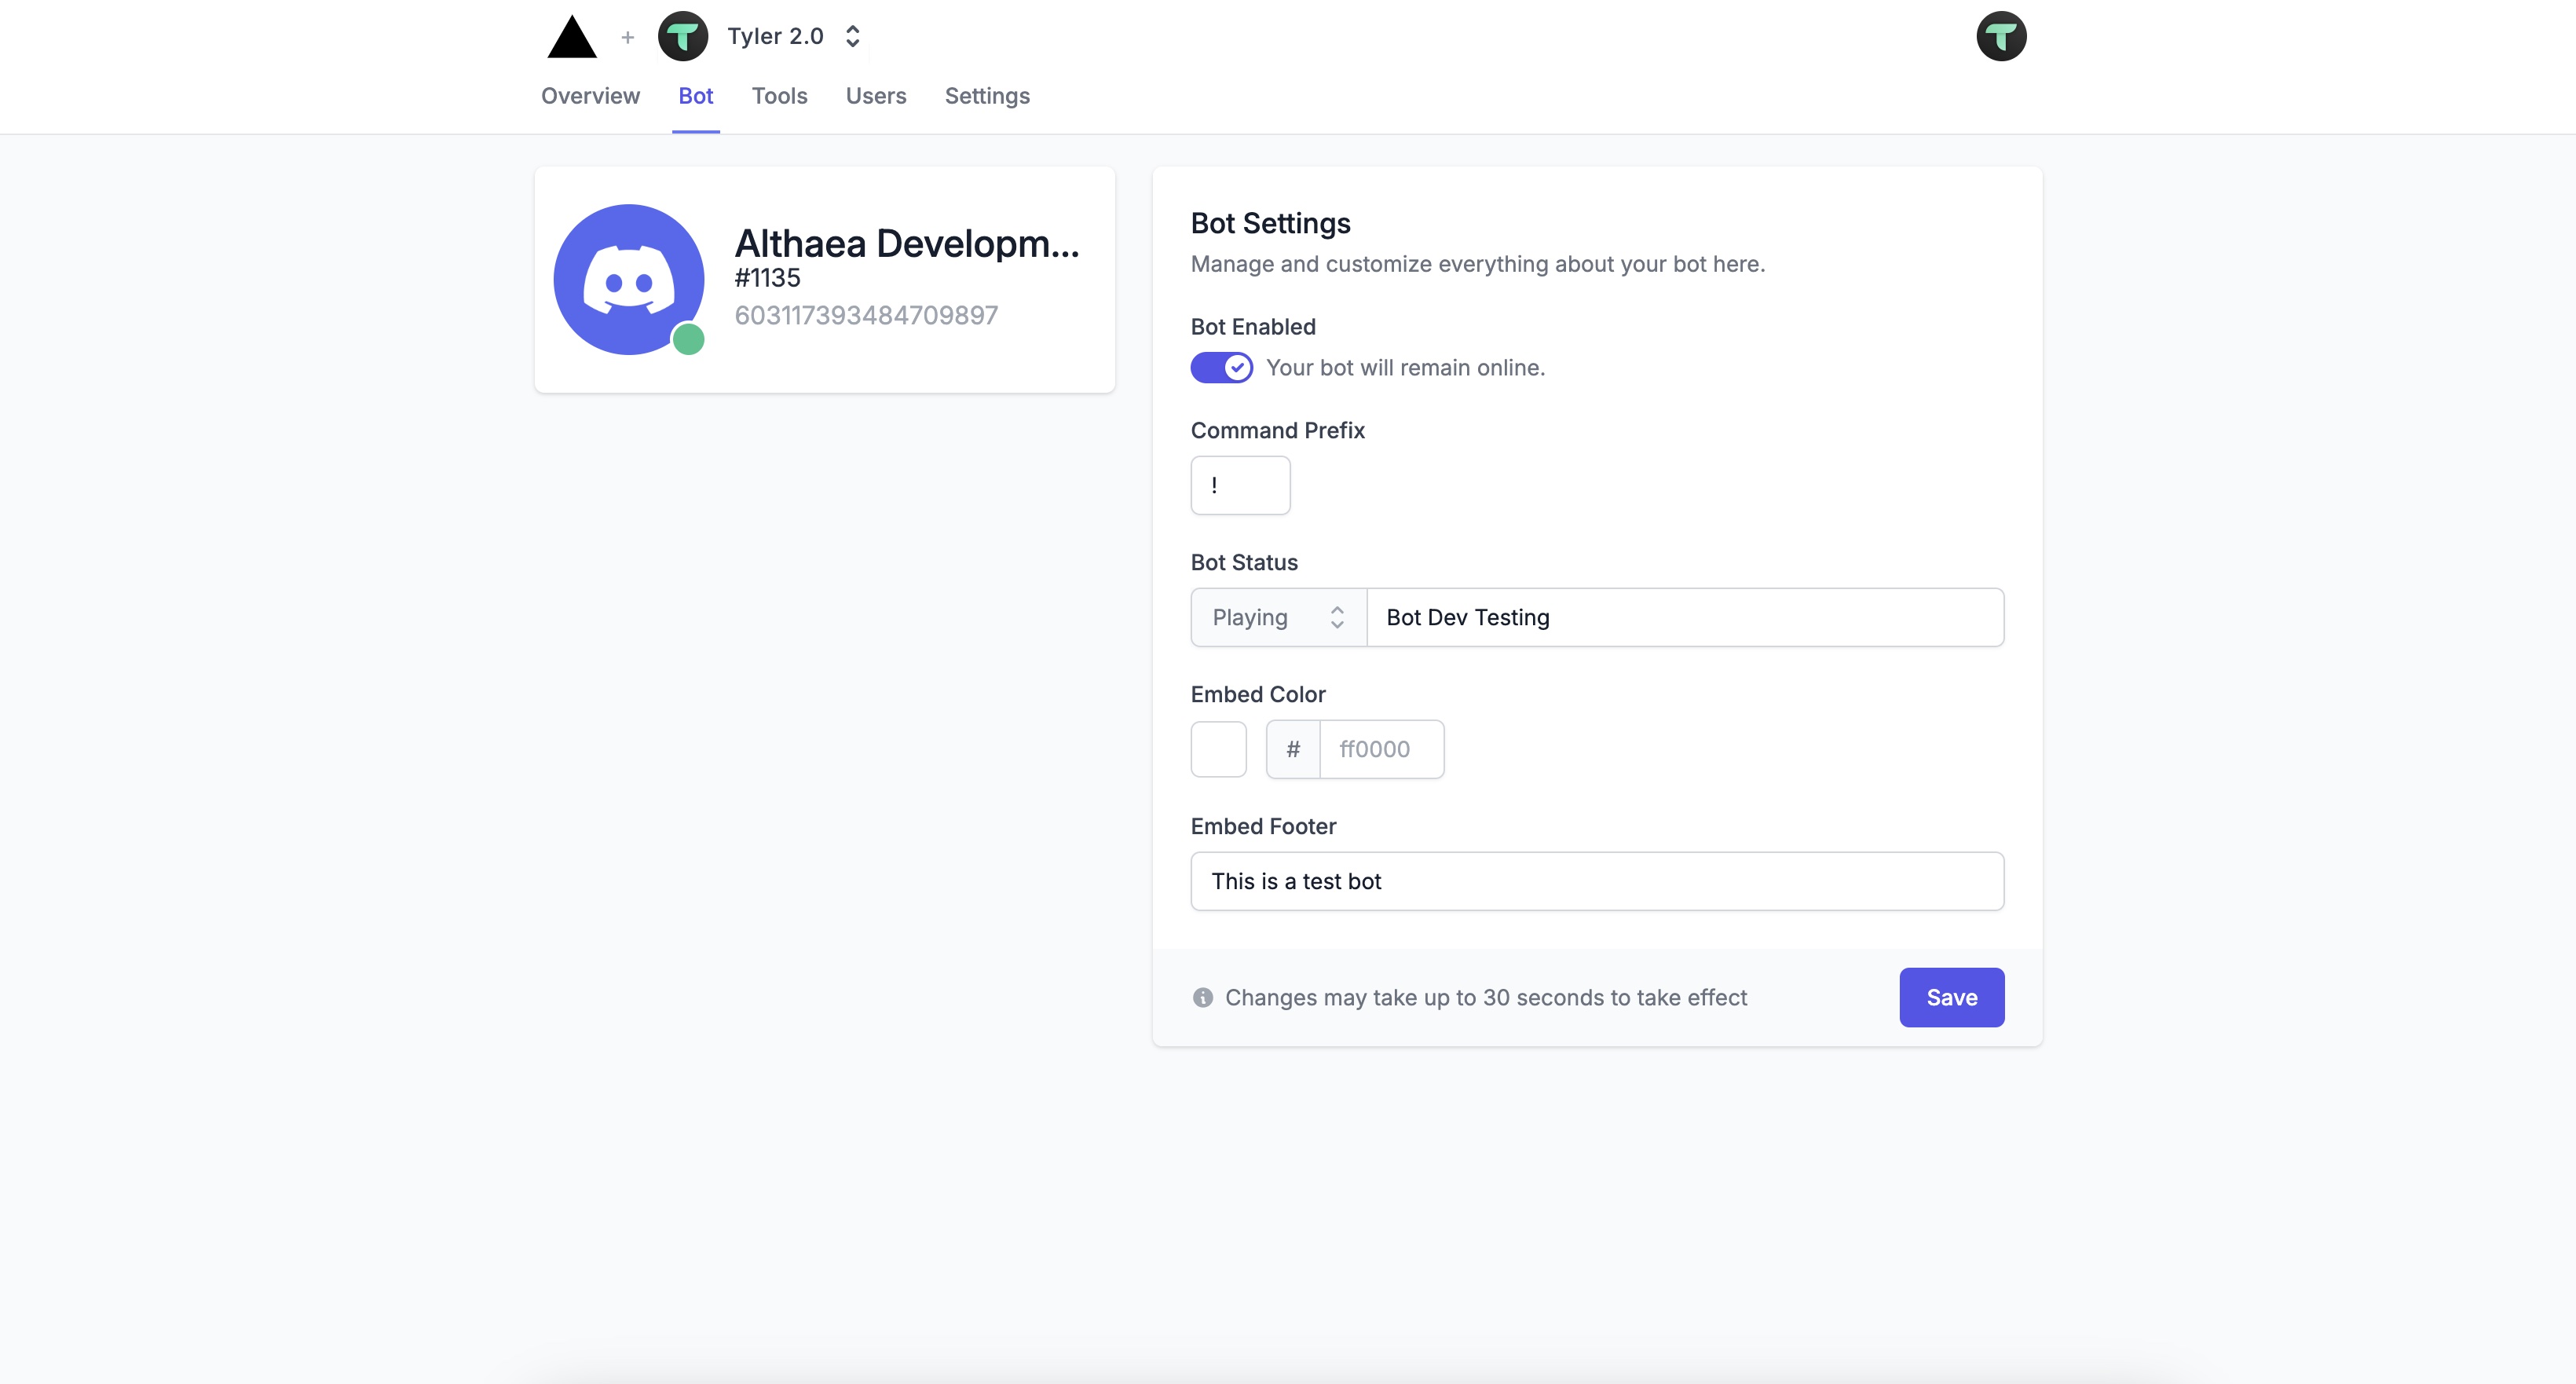 + Tyler 2.0
Overview Bot Tools Users Settings
Althaea Developm...
#1135
603117393484709897
Bot Settings
Manage and customize everything about your bot here.
Bot Enabled
Your bot will remain online.
Command Prefix
!
Bot Status
Playing Bot Dev Testing
Embed Color
# ff0000
Embed Footer
This is a test bot
Changes may take up to 30 seconds to take effect Save